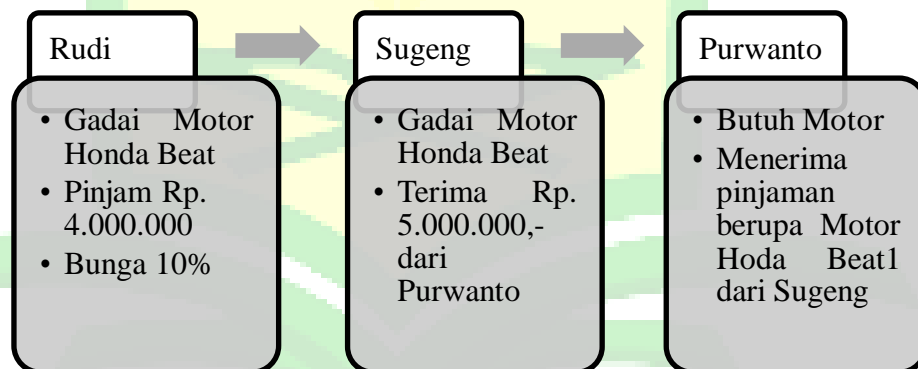 Rudi
• Gadai Motor
Honda Beat
• Pinjam Rp.
4.000.000
• Bunga 10%
Sugeng
• Gadai Motor
Honda Beat
• Terima Rp.
5.000.000,-
dari
Purwanto
Purwanto
• Butuh Motor
• Menerima
pinjaman
berupa Motor
Hoda Beat1
dari Sugeng